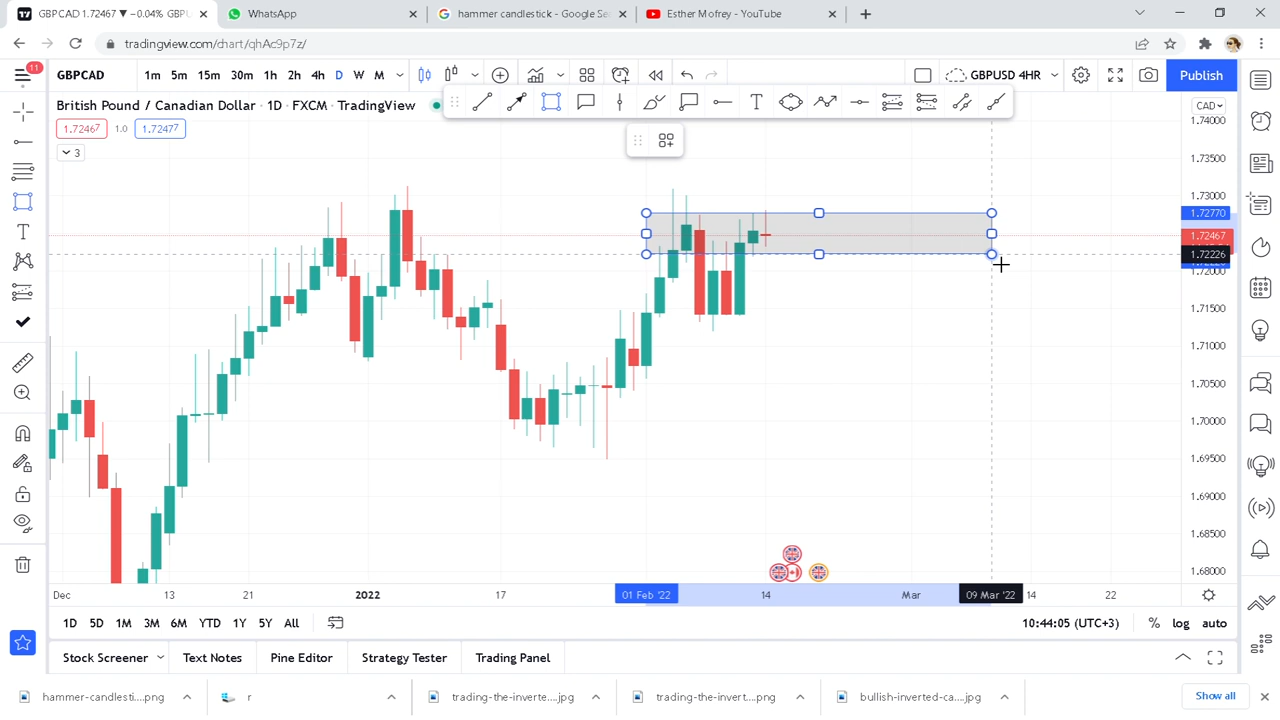 GBPCAD 1.72467 ▼ −0.04% GBPU
WhatsApp
hammer candlestick - Google Sea
Esther Mofrey - YouTube
tradingview.com/chart/qhAc9p7z/
11
GBPCAD
1m 5m 15m 30m 1h 2h 4h D W M
GBPUSD 4HR
Publish
British Pound / Canadian Dollar · 1D · FXCM · TradingView
CAD
1.72467 1.0 1.72477
3
1.74000
1.73500
1.73000
1.72770
1.72467
1.72226
1.72000
1.71500
1.71000
1.70500
1.70000
1.69500
1.69000
1.68500
1.68000
Dec 13 21 2022 17 01 Feb '22 14 Mar 09 Mar '22 14 22
1D 5D 1M 3M 6M YTD 1Y 5Y All
10:44:05 (UTC+3) % log auto
Stock Screener Text Notes Pine Editor Strategy Tester Trading Panel
hammer-candlesti....png
r
trading-the-inverte....jpg
trading-the-invert....png
bullish-inverted-ca....jpg
Show all